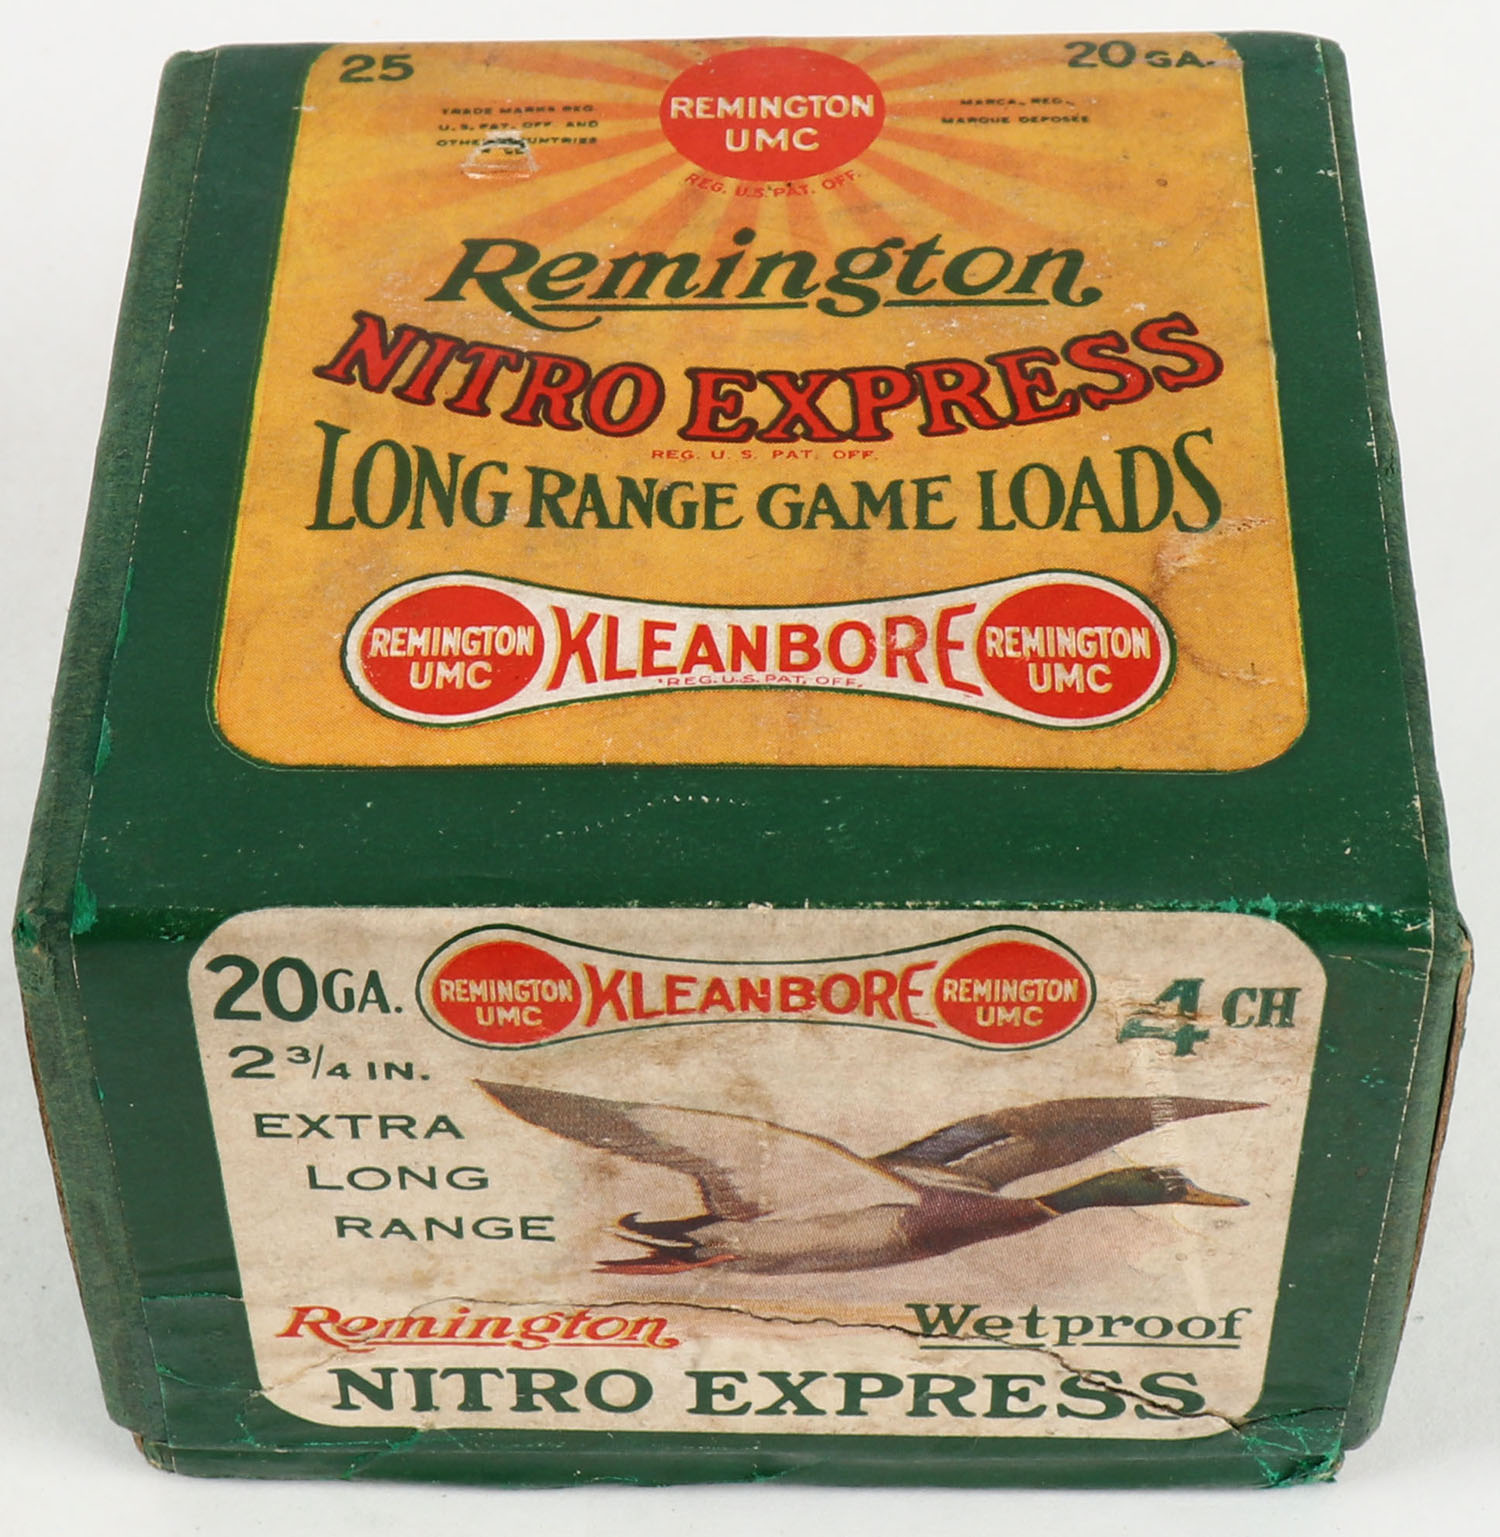 25
20 GA.
TRADE MARKS REG.
U.S. PAT. OFF. AND
OTHER COUNTRIES
REMINGTON
UMC
REG. U.S. PAT. OFF.
MARCA REG.
MARQUE DEPOSEE
Remington
NITRO EXPRESS
REG. U. S. PAT. OFF.
LONG RANGE GAME LOADS
REMINGTON
UMC
KLEANBORE
REG. U.S. PAT. OFF.
REMINGTON
UMC
20 GA.
REMINGTON
UMC
KLEANBORE
REMINGTON
UMC
4 CH
2 3/4 IN.
EXTRA
LONG
RANGE
Remington
Wetproof
NITRO EXPRESS